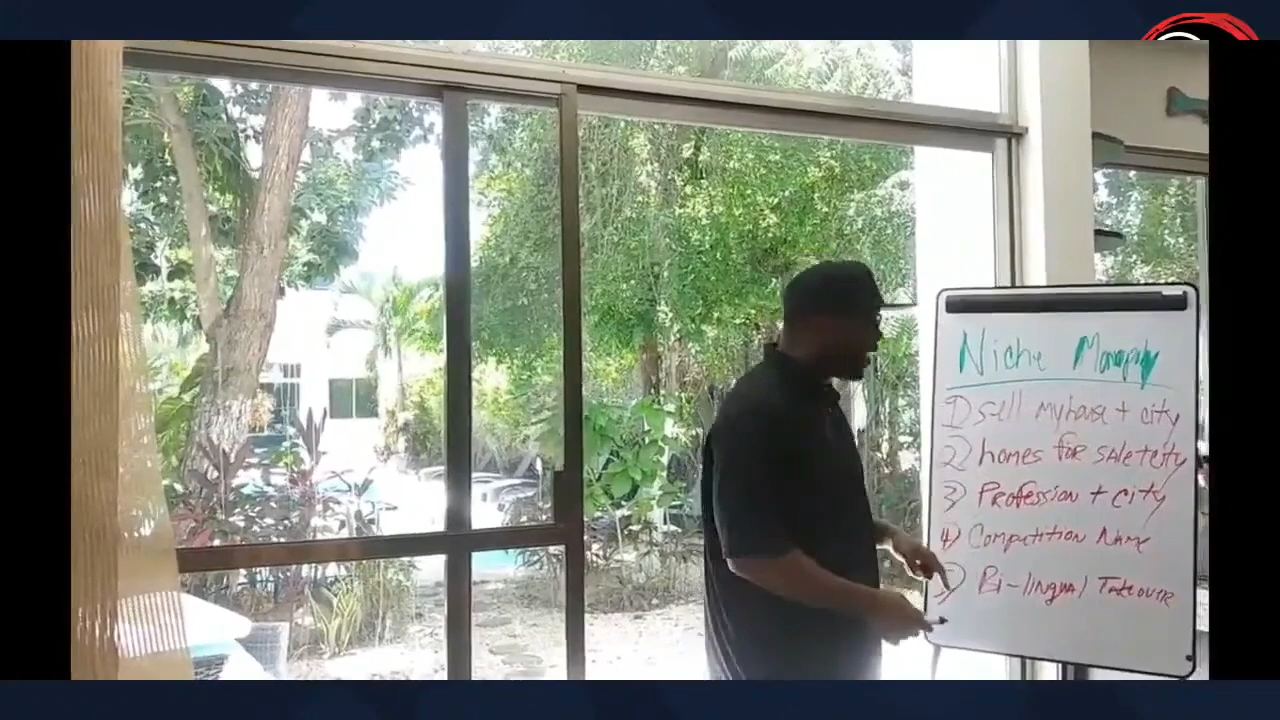 Niche Monopoly
1) sell my house + city
2) homes for sale + city
3) Profession + city
4) Competition Name
5) Bi-lingual Takeover